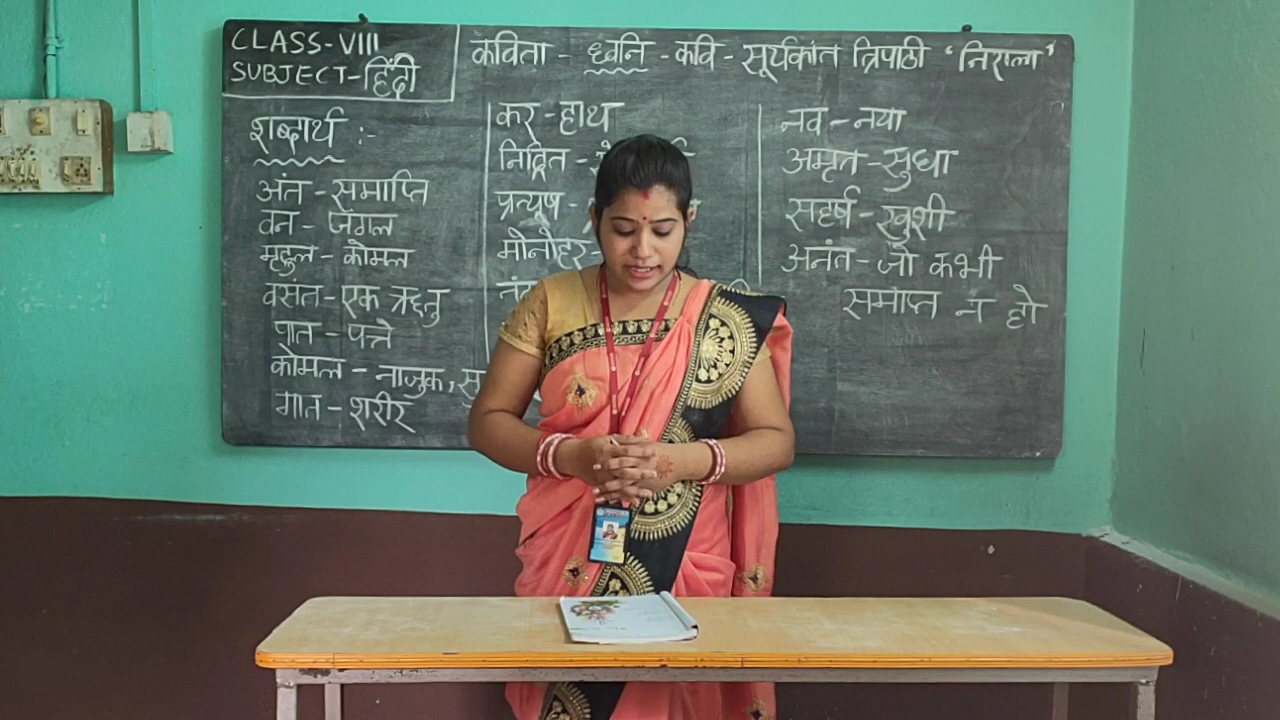 CLASS-VIII
SUBJECT-हिंदी
कविता - ध्वनि - कवि - सूर्यकांत त्रिपाठी 'निराला'
शब्दार्थ :-
अंत - समाप्ति
वन - जंगल
मृदुल - कोमल
वसंत - एक ऋतु
पात - पत्ते
कोमल - नाजुक,
गात - शरीर
कर - हाथ
निद्रित -
प्रत्यूष -
मोनोहर -
नव - नया
अमृत - सुधा
सहर्ष - खुशी
अनंत - जो कभी
समाप्त न हो